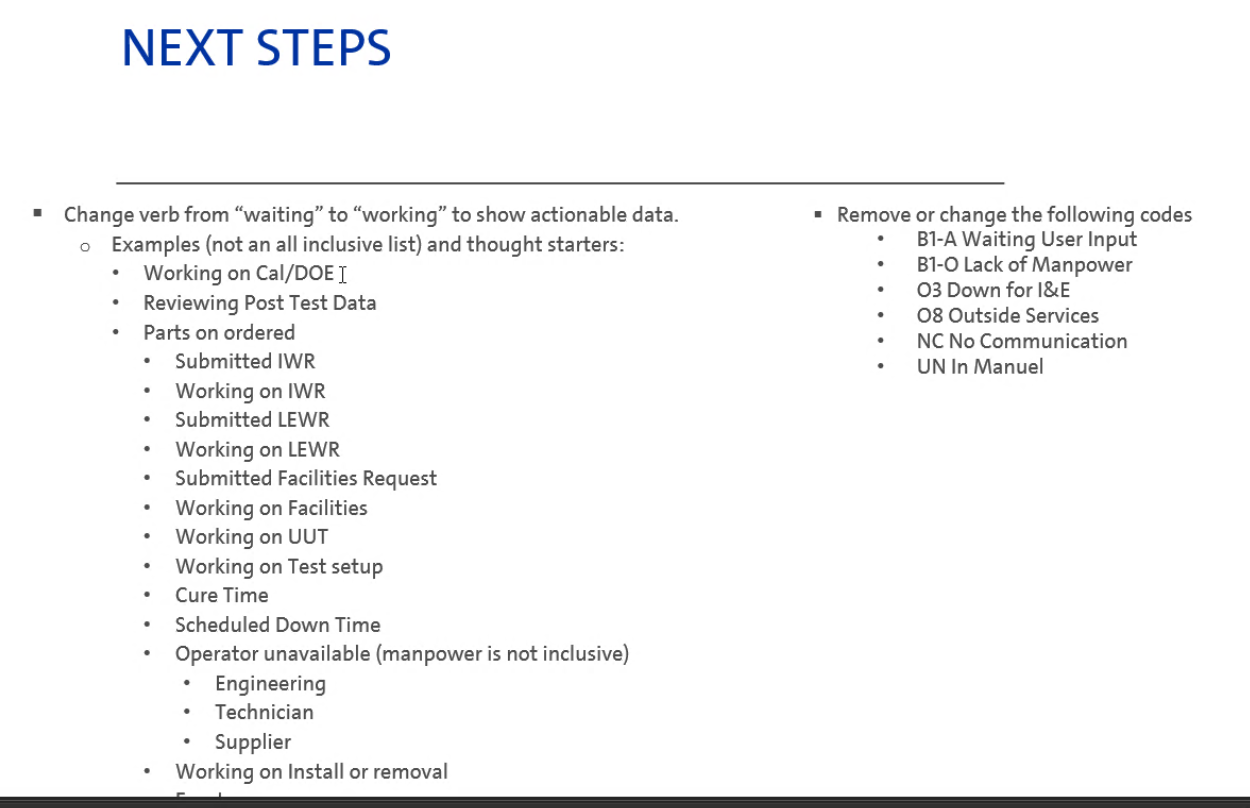 NEXT STEPS
Change verb from “waiting” to “working” to show actionable data.
Examples (not an all inclusive list) and thought starters:
Working on Cal/DOE
Reviewing Post Test Data
Parts on ordered
Submitted IWR
Working on IWR
Submitted LEWR
Working on LEWR
Submitted Facilities Request
Working on Facilities
Working on UUT
Working on Test setup
Cure Time
Scheduled Down Time
Operator unavailable (manpower is not inclusive)
Engineering
Technician
Supplier
Working on Install or removal
Remove or change the following codes
B1-A Waiting User Input
B1-O Lack of Manpower
O3 Down for I&E
O8 Outside Services
NC No Communication
UN In Manuel